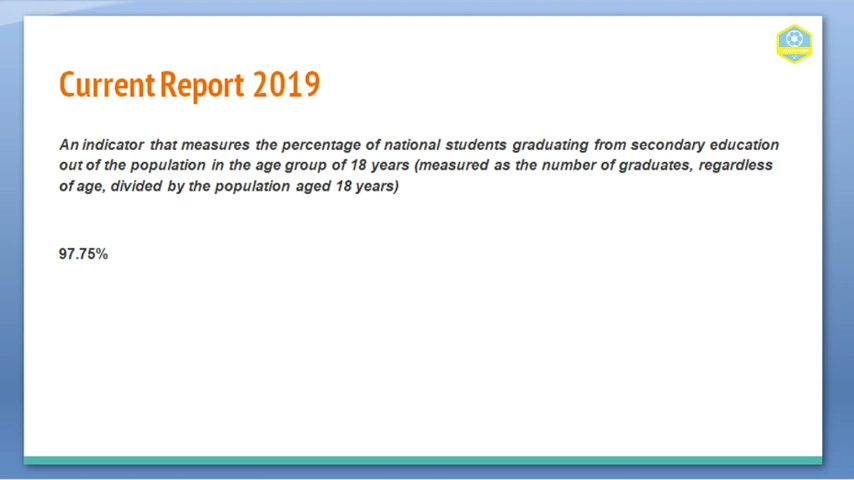 Current Report 2019
An indicator that measures the percentage of national students graduating from secondary education
out of the population in the age group of 18 years (measured as the number of graduates, regardless
of age, divided by the population aged 18 years)
97.75%